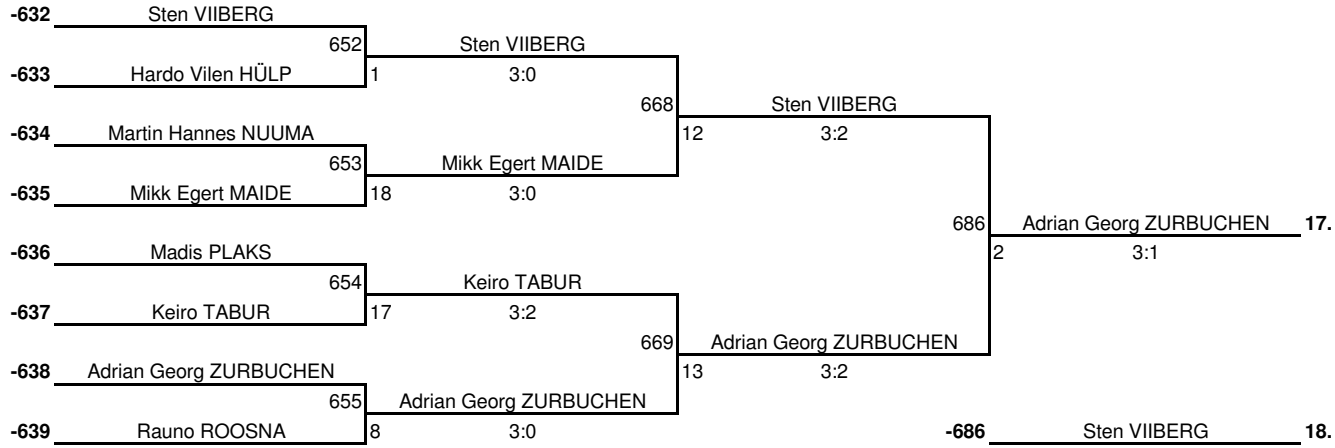 -632 Sten VIIBERG
652 Sten VIIBERG
-633 Hardo Vilen HÜLP 1 3:0
668 Sten VIIBERG
-634 Martin Hannes NUUMA 12 3:2
653 Mikk Egert MAIDE
-635 Mikk Egert MAIDE 18 3:0
686 Adrian Georg ZURBUCHEN 17.
-636 Madis PLAKS 2 3:1
654 Keiro TABUR
-637 Keiro TABUR 17 3:2
669 Adrian Georg ZURBUCHEN
-638 Adrian Georg ZURBUCHEN 13 3:2
655 Adrian Georg ZURBUCHEN
-639 Rauno ROOSNA 8 3:0 -686 Sten VIIBERG 18.